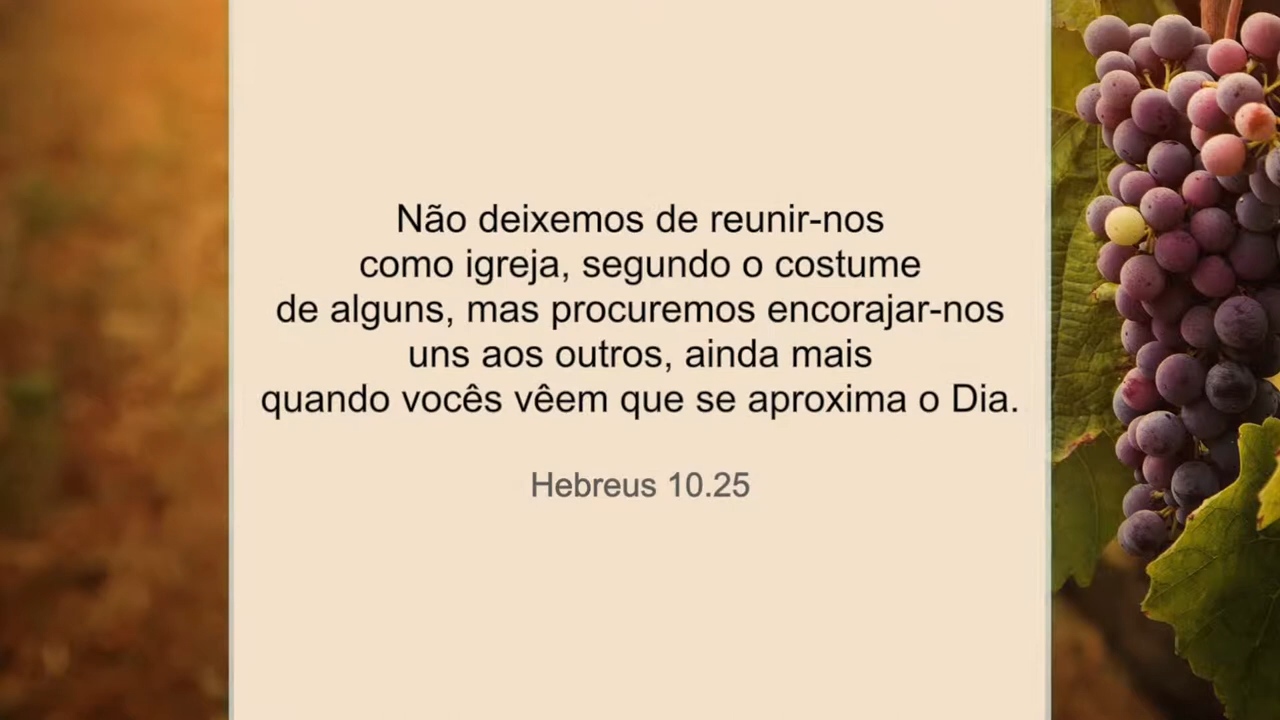 Não deixemos de reunir-nos
como igreja, segundo o costume
de alguns, mas procuremos encorajar-nos
uns aos outros, ainda mais
quando vocês vêem que se aproxima o Dia.
Hebreus 10.25